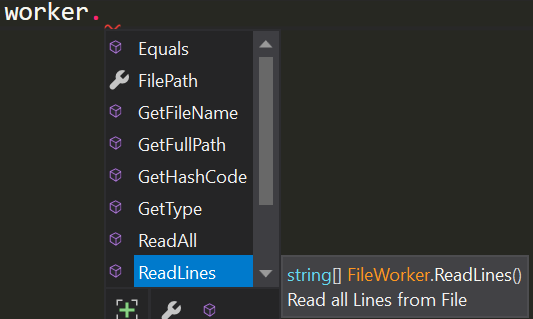 worker.
Equals
FilePath
GetFileName
GetFullPath
GetHashCode
GetType
ReadAll
ReadLines
string[] FileWorker.ReadLines()
Read all Lines from File